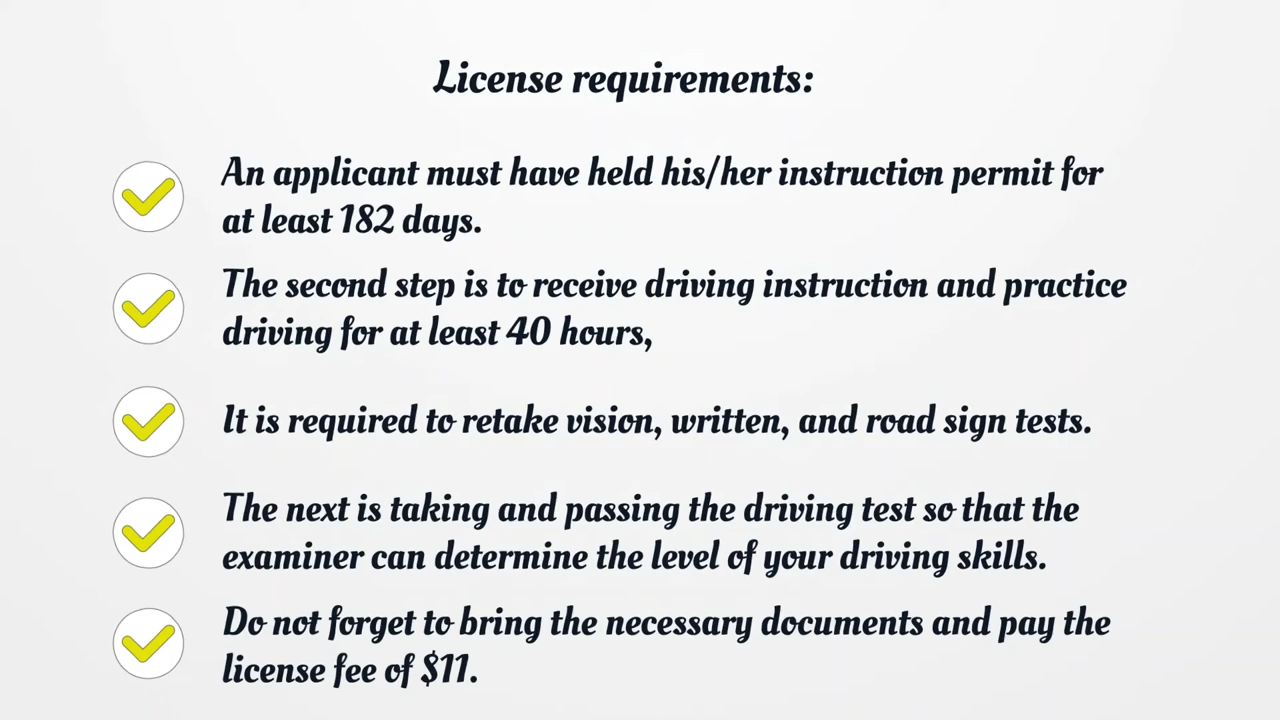 License requirements:
An applicant must have held his/her instruction permit for
at least 182 days.
The second step is to receive driving instruction and practice
driving for at least 40 hours,
It is required to retake vision, written, and road sign tests.
The next is taking and passing the driving test so that the
examiner can determine the level of your driving skills.
Do not forget to bring the necessary documents and pay the
license fee of $11.